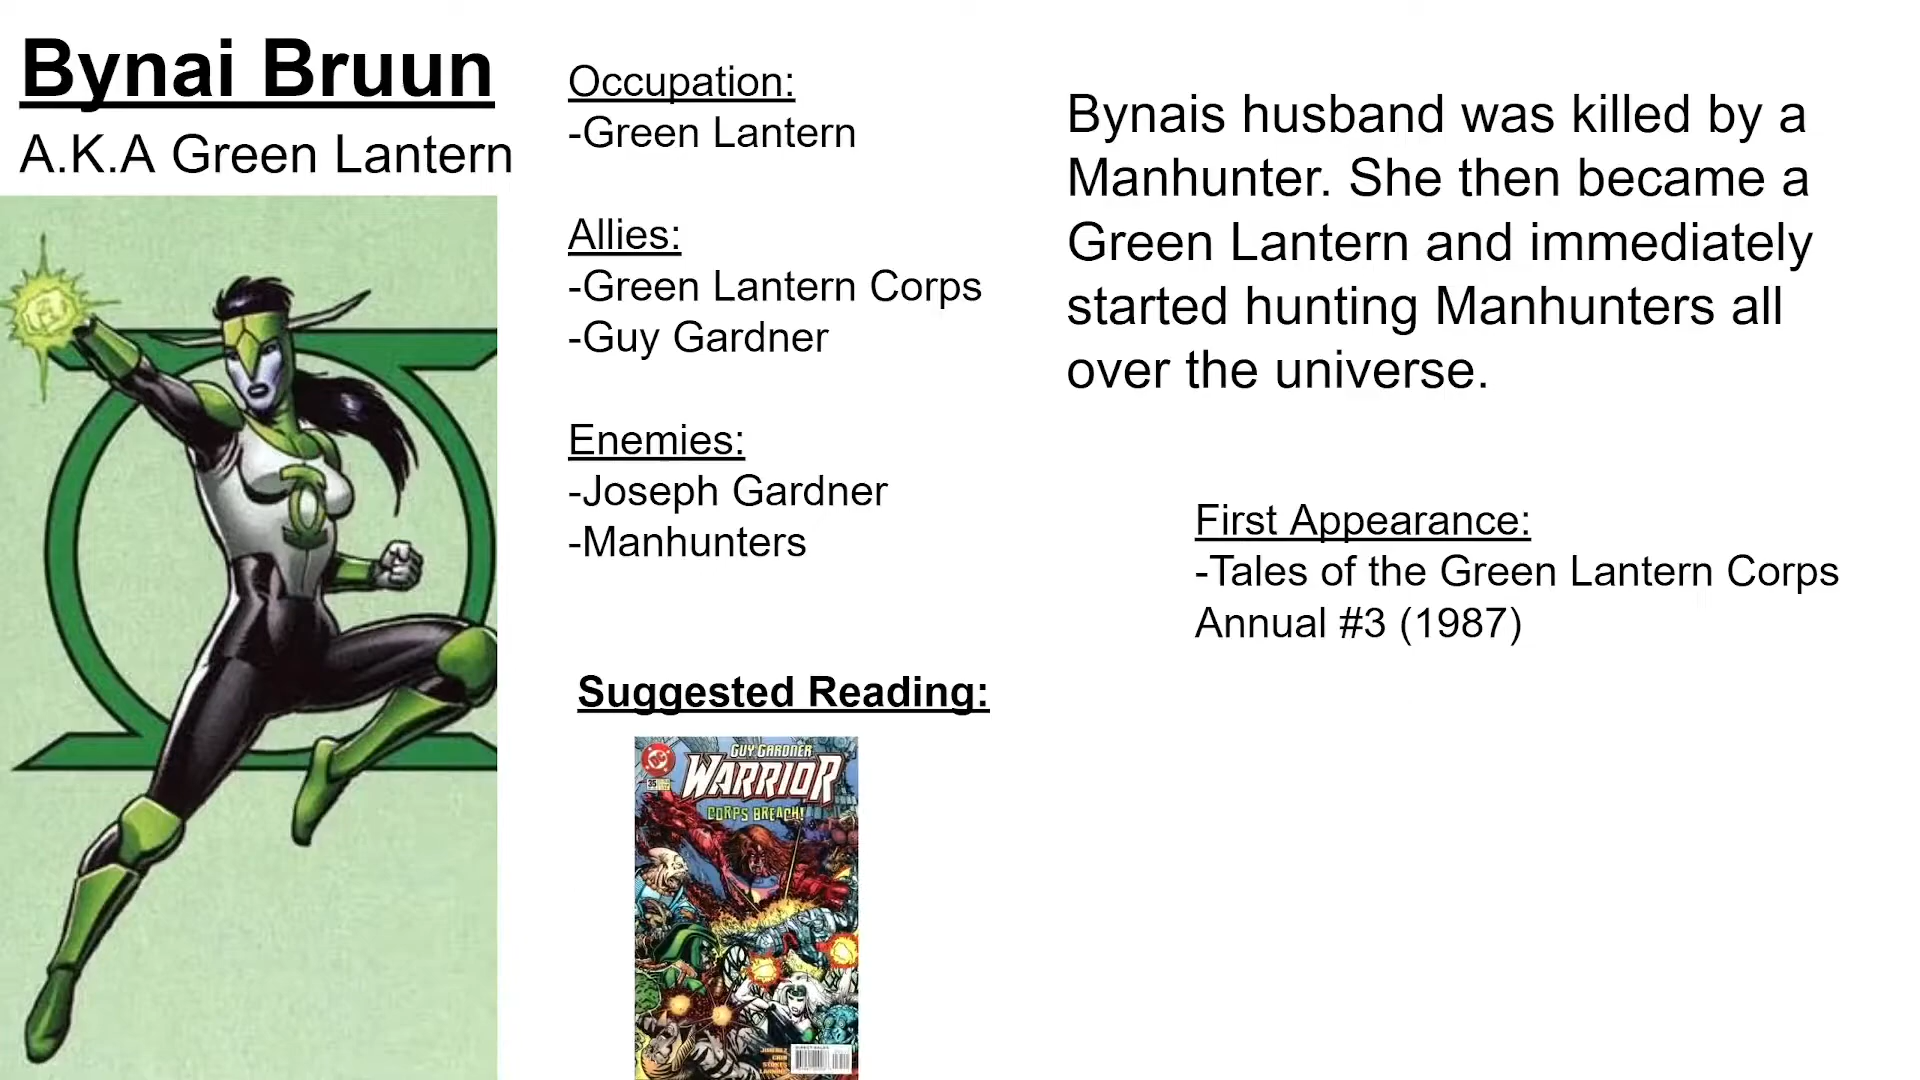 Bynai Bruun
A.K.A Green Lantern
Occupation:
-Green Lantern
Allies:
-Green Lantern Corps
-Guy Gardner
Enemies:
-Joseph Gardner
-Manhunters
Suggested Reading:
DC
GUY GARDNER
WARRIOR
35
CORPS BREACH!
Bynais husband was killed by a
Manhunter. She then became a
Green Lantern and immediately
started hunting Manhunters all
over the universe.
First Appearance:
-Tales of the Green Lantern Corps
Annual #3 (1987)